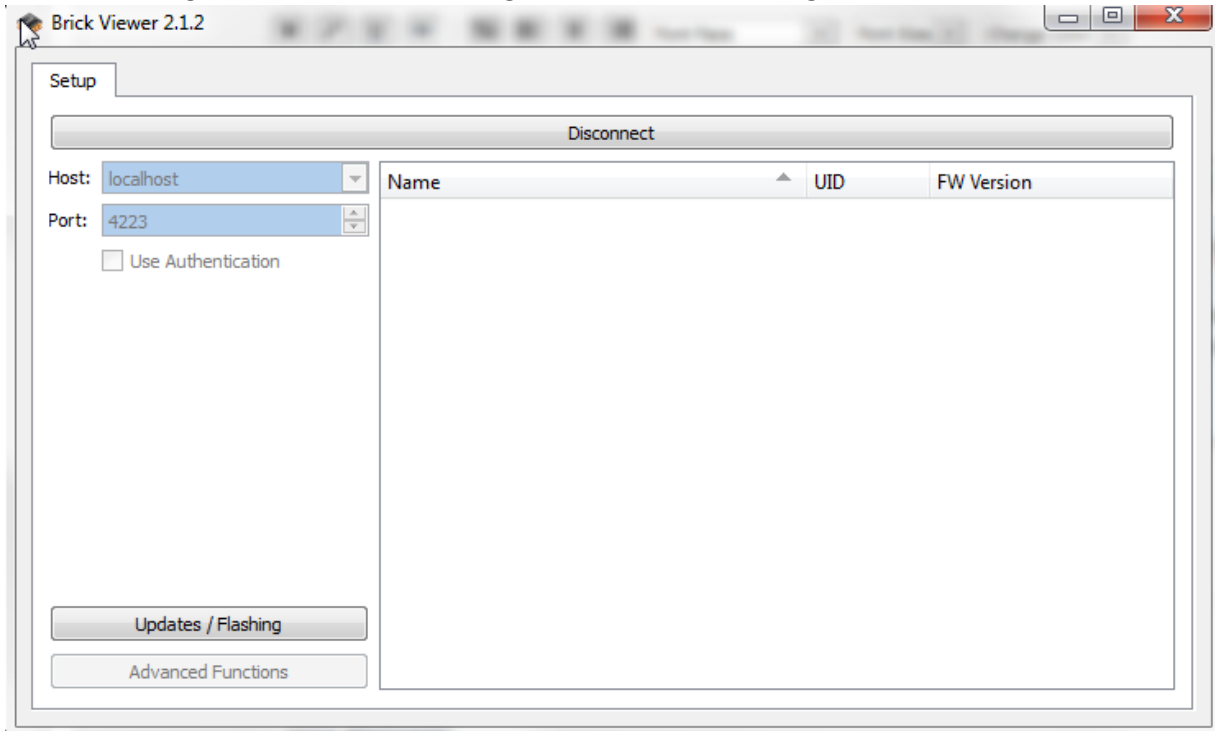 Brick Viewer 2.1.2
Setup
Disconnect
Host: localhost
Name UID FW Version
Port: 4223
Use Authentication
Updates / Flashing
Advanced Functions